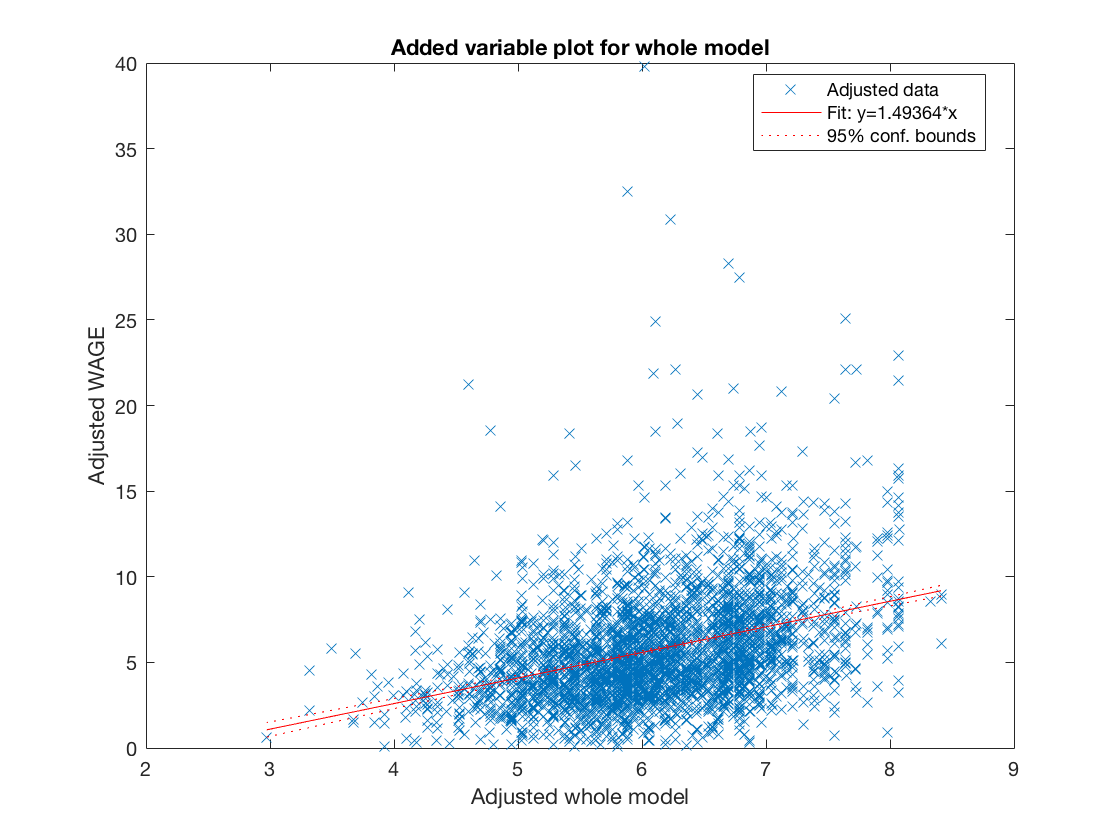 Added variable plot for whole model
40
35
30
25
20
15
10
5
0
Adjusted WAGE
Adjusted data
Fit: y=1.49364*x
95% conf. bounds
2 3 4 5 6 7 8 9
Adjusted whole model